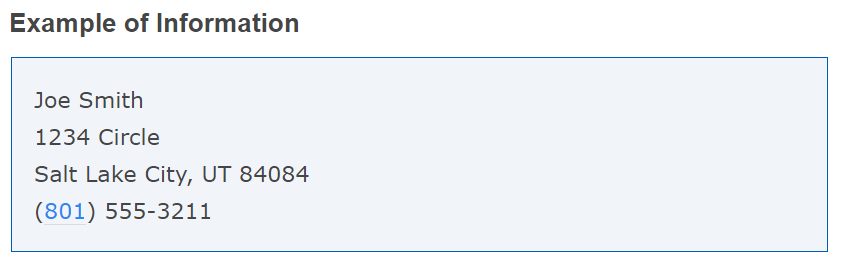 Example of Information
Joe Smith
1234 Circle
Salt Lake City, UT 84084
(801) 555-3211